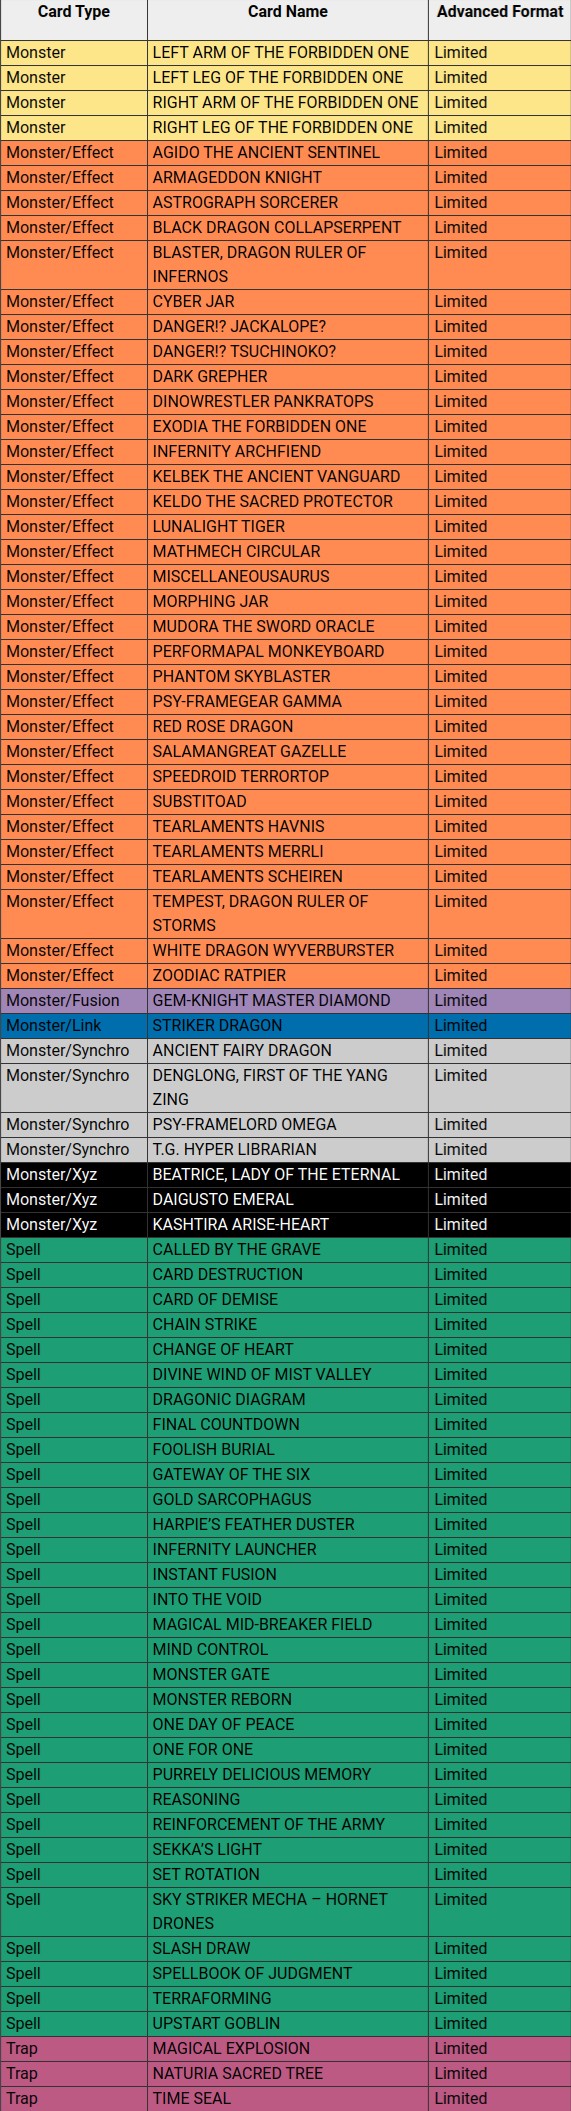 Card Type Card Name Advanced Format
Monster LEFT ARM OF THE FORBIDDEN ONE Limited
Monster LEFT LEG OF THE FORBIDDEN ONE Limited
Monster RIGHT ARM OF THE FORBIDDEN ONE Limited
Monster RIGHT LEG OF THE FORBIDDEN ONE Limited
Monster/Effect AGIDO THE ANCIENT SENTINEL Limited
Monster/Effect ARMAGEDDON KNIGHT Limited
Monster/Effect ASTROGRAPH SORCERER Limited
Monster/Effect BLACK DRAGON COLLAPSERPENT Limited
Monster/Effect BLASTER, DRAGON RULER OF Limited
INFERNOS
Monster/Effect CYBER JAR Limited
Monster/Effect DANGER!? JACKALOPE? Limited
Monster/Effect DANGER!? TSUCHINOKO? Limited
Monster/Effect DARK GREPHER Limited
Monster/Effect DINOWRESTLER PANKRATOPS Limited
Monster/Effect EXODIA THE FORBIDDEN ONE Limited
Monster/Effect INFERNITY ARCHFIEND Limited
Monster/Effect KELBEK THE ANCIENT VANGUARD Limited
Monster/Effect KELDO THE SACRED PROTECTOR Limited
Monster/Effect LUNALIGHT TIGER Limited
Monster/Effect MATHMECH CIRCULAR Limited
Monster/Effect MISCELLANEOUSAURUS Limited
Monster/Effect MORPHING JAR Limited
Monster/Effect MUDORA THE SWORD ORACLE Limited
Monster/Effect PERFORMAPAL MONKEYBOARD Limited
Monster/Effect PHANTOM SKYBLASTER Limited
Monster/Effect PSY-FRAMEGEAR GAMMA Limited
Monster/Effect RED ROSE DRAGON Limited
Monster/Effect SALAMANGREAT GAZELLE Limited
Monster/Effect SPEEDROID TERRORTOP Limited
Monster/Effect SUBSTITOAD Limited
Monster/Effect TEARLAMENTS HAVNIS Limited
Monster/Effect TEARLAMENTS MERRLI Limited
Monster/Effect TEARLAMENTS SCHEIREN Limited
Monster/Effect TEMPEST, DRAGON RULER OF Limited
STORMS
Monster/Effect WHITE DRAGON WYVERBURSTER Limited
Monster/Effect ZOODIAC RATPIER Limited
Monster/Fusion GEM-KNIGHT MASTER DIAMOND Limited
Monster/Link STRIKER DRAGON Limited
Monster/Synchro ANCIENT FAIRY DRAGON Limited
Monster/Synchro DENGLONG, FIRST OF THE YANG Limited
ZING
Monster/Synchro PSY-FRAMELORD OMEGA Limited
Monster/Synchro T.G. HYPER LIBRARIAN Limited
Monster/Xyz BEATRICE, LADY OF THE ETERNAL Limited
Monster/Xyz DAIGUSTO EMERAL Limited
Monster/Xyz KASHTIRA ARISE-HEART Limited
Spell CALLED BY THE GRAVE Limited
Spell CARD DESTRUCTION Limited
Spell CARD OF DEMISE Limited
Spell CHAIN STRIKE Limited
Spell CHANGE OF HEART Limited
Spell DIVINE WIND OF MIST VALLEY Limited
Spell DRAGONIC DIAGRAM Limited
Spell FINAL COUNTDOWN Limited
Spell FOOLISH BURIAL Limited
Spell GATEWAY OF THE SIX Limited
Spell GOLD SARCOPHAGUS Limited
Spell HARPIE’S FEATHER DUSTER Limited
Spell INFERNITY LAUNCHER Limited
Spell INSTANT FUSION Limited
Spell INTO THE VOID Limited
Spell MAGICAL MID-BREAKER FIELD Limited
Spell MIND CONTROL Limited
Spell MONSTER GATE Limited
Spell MONSTER REBORN Limited
Spell ONE DAY OF PEACE Limited
Spell ONE FOR ONE Limited
Spell PURRELY DELICIOUS MEMORY Limited
Spell REASONING Limited
Spell REINFORCEMENT OF THE ARMY Limited
Spell SEKKA’S LIGHT Limited
Spell SET ROTATION Limited
Spell SKY STRIKER MECHA – HORNET Limited
DRONES
Spell SLASH DRAW Limited
Spell SPELLBOOK OF JUDGMENT Limited
Spell TERRAFORMING Limited
Spell UPSTART GOBLIN Limited
Trap MAGICAL EXPLOSION Limited
Trap NATURIA SACRED TREE Limited
Trap TIME SEAL Limited